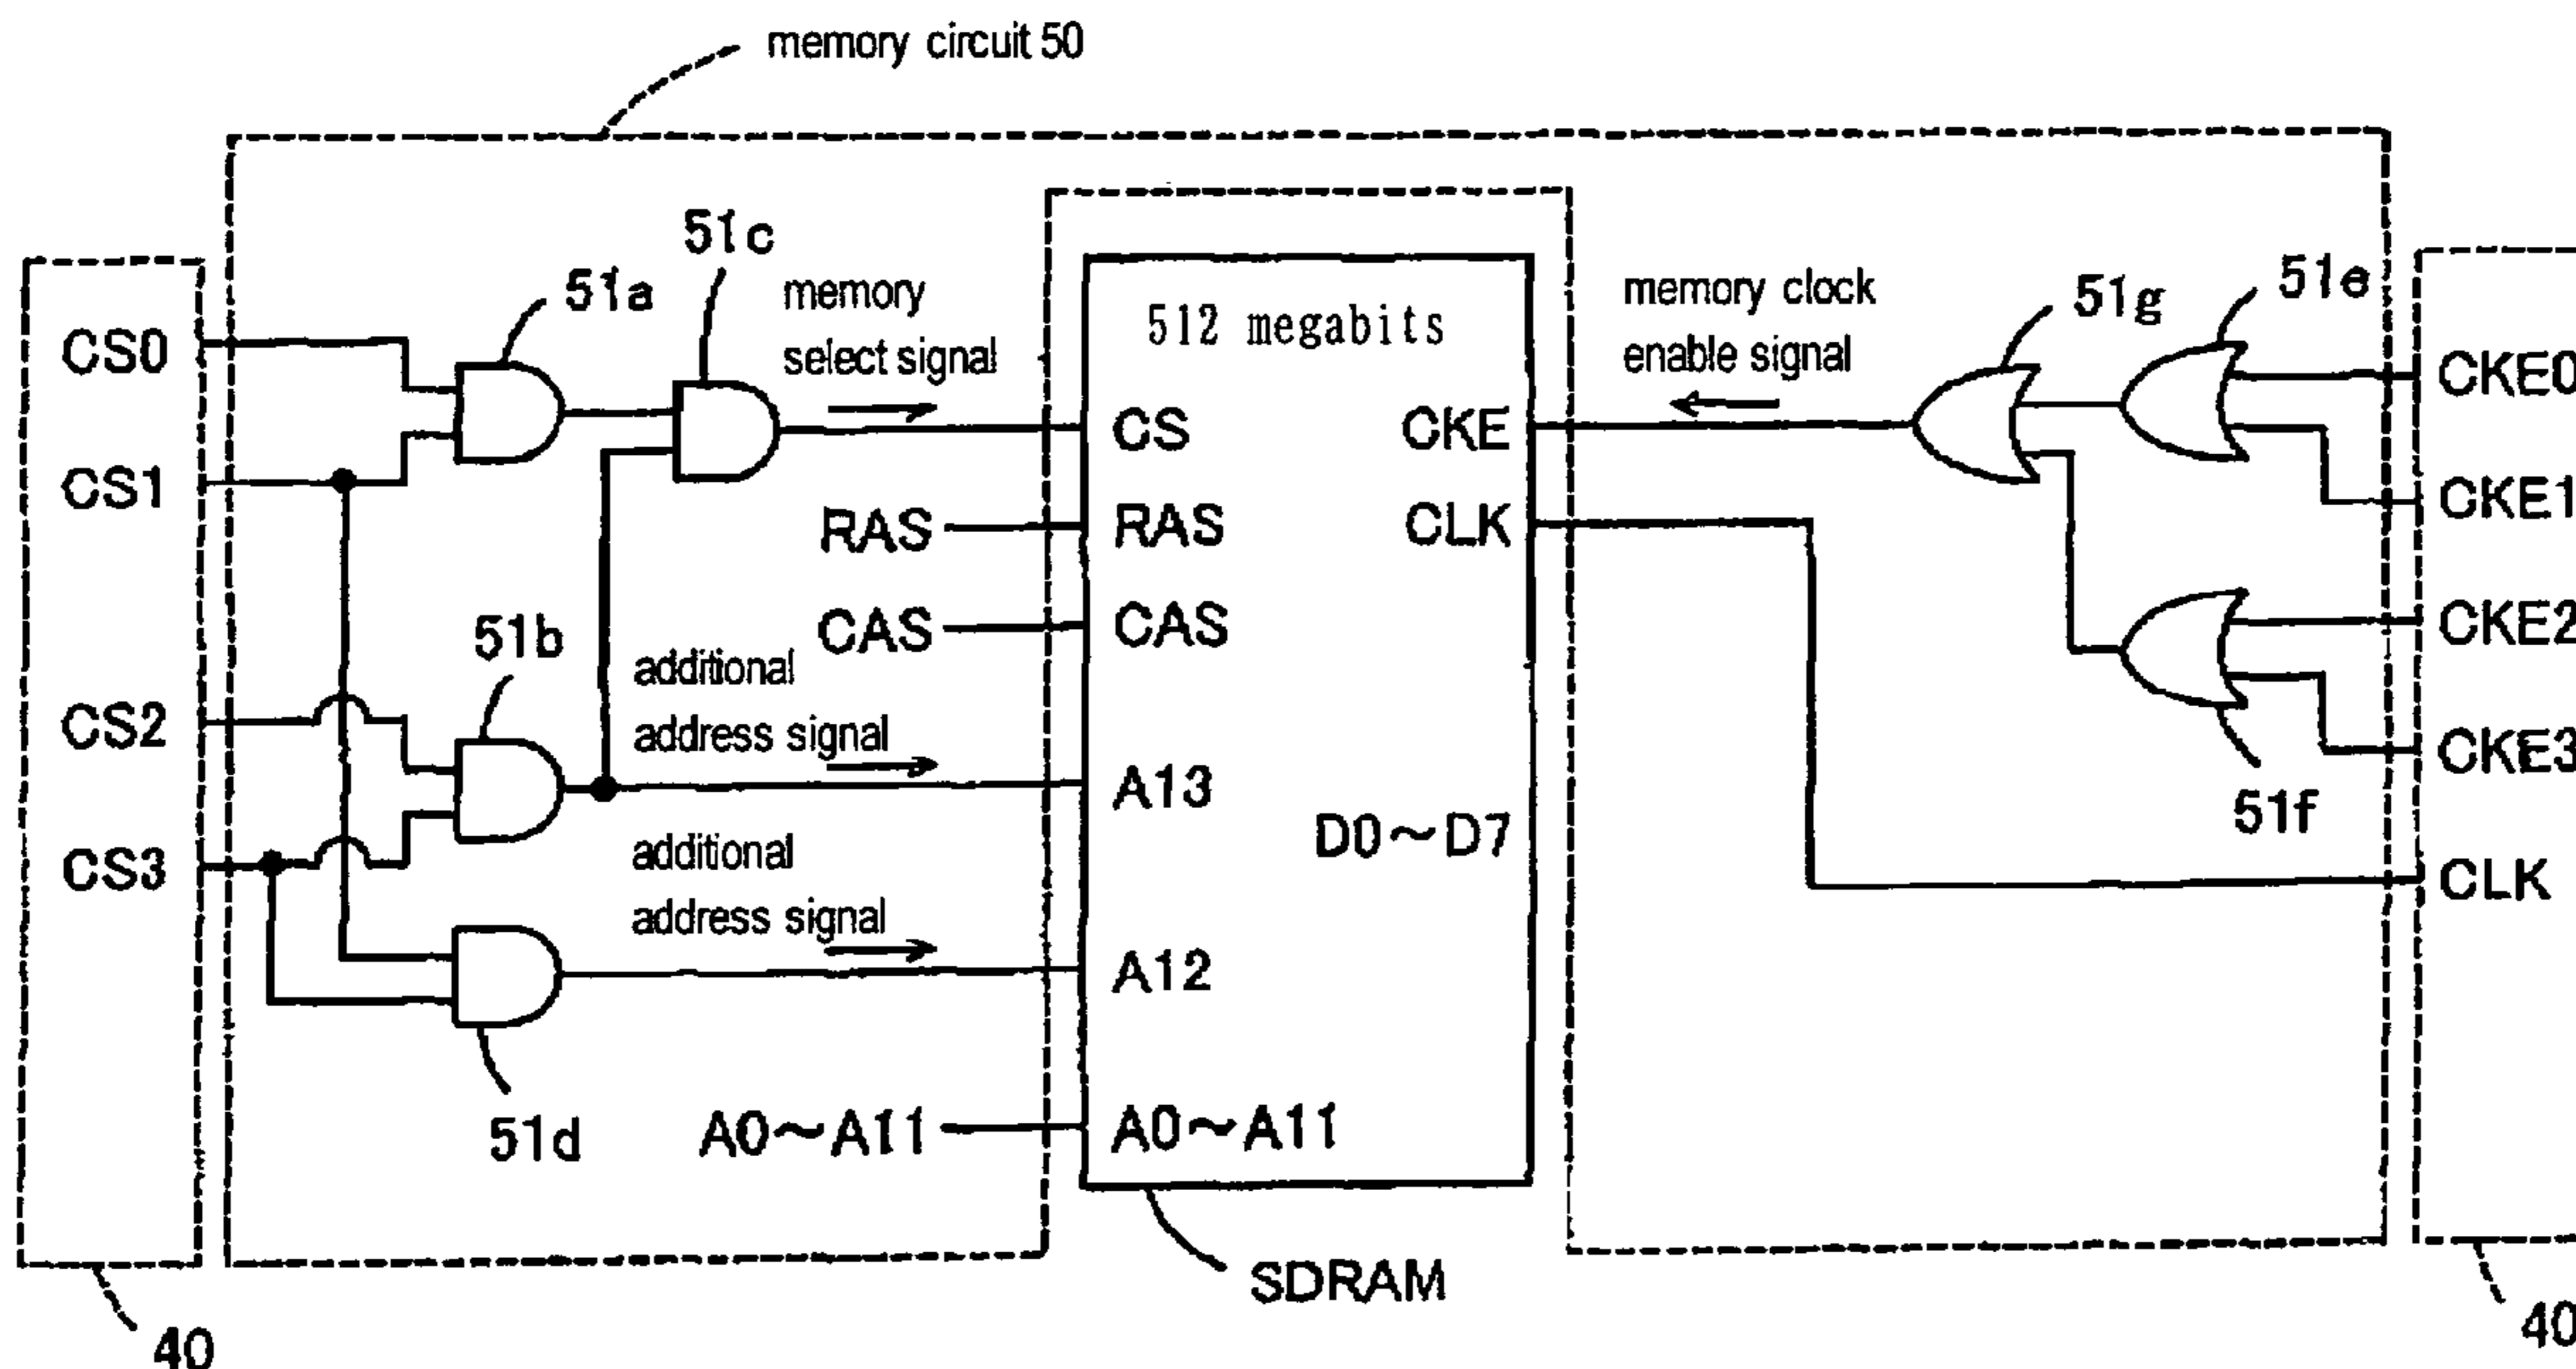 memory circuit 50
51c
51a
memory
select signal
512 megabits
memory clock
enable signal
51g
51e
CS0
CS1
CS2
CS3
CS
RAS
RAS
CAS
CAS
CKE
CLK
CKE0
CKE1
CKE2
CKE3
CLK
51b
additional
address signal
A13
D0~D7
51f
additional
address signal
A12
51d
A0~A11
A0~A11
SDRAM
40
40